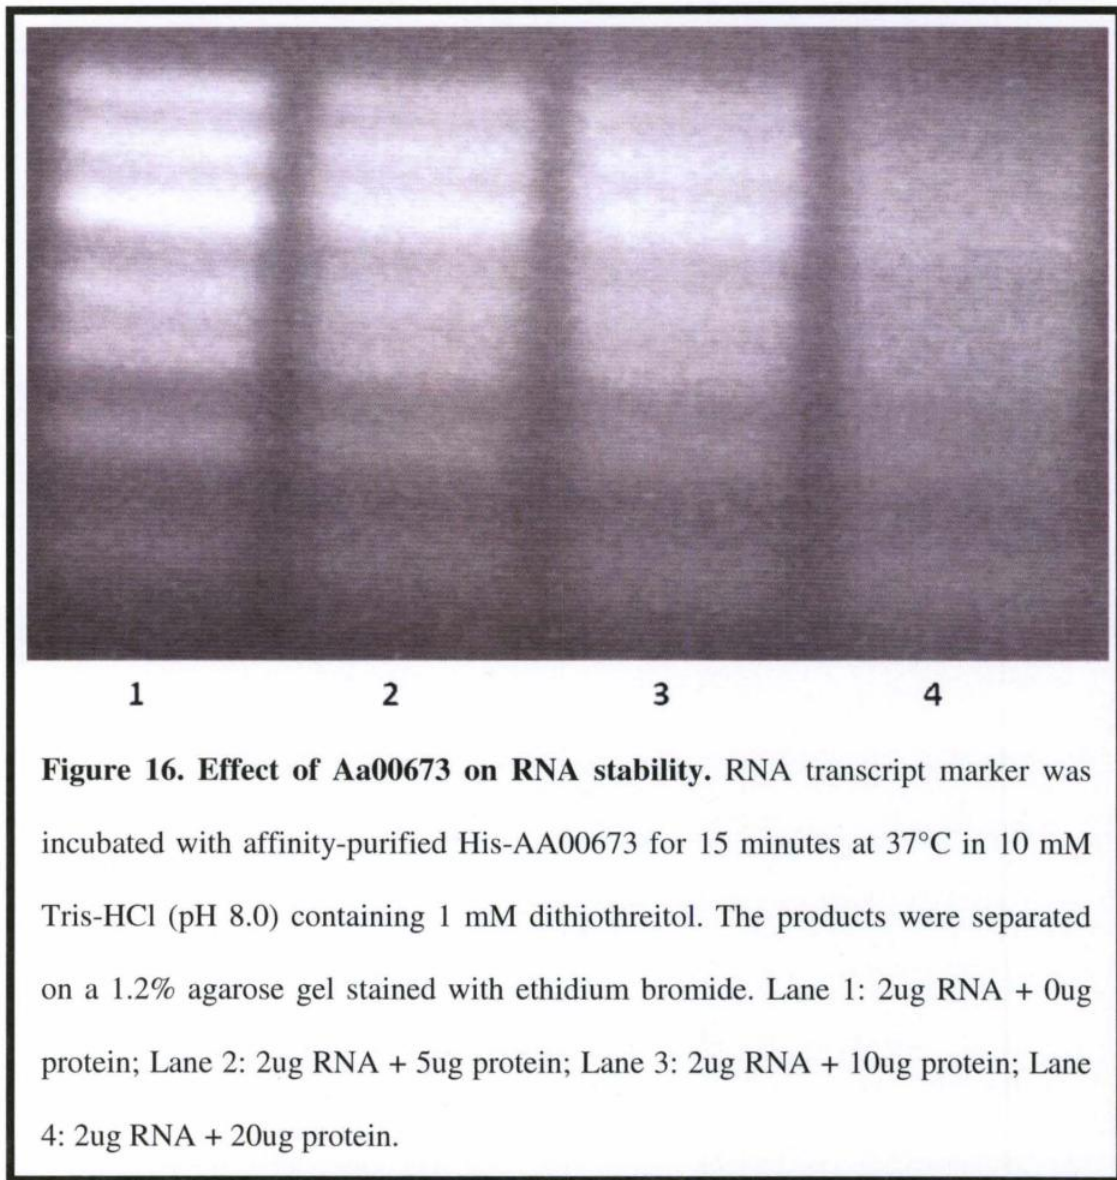 1 2 3 4
Figure 16. Effect of Aa00673 on RNA stability. RNA transcript marker was
incubated with affinity-purified His-AA00673 for 15 minutes at 37°C in 10 mM
Tris-HCl (pH 8.0) containing 1 mM dithiothreitol. The products were separated
on a 1.2% agarose gel stained with ethidium bromide. Lane 1: 2ug RNA + 0ug
protein; Lane 2: 2ug RNA + 5ug protein; Lane 3: 2ug RNA + 10ug protein; Lane
4: 2ug RNA + 20ug protein.